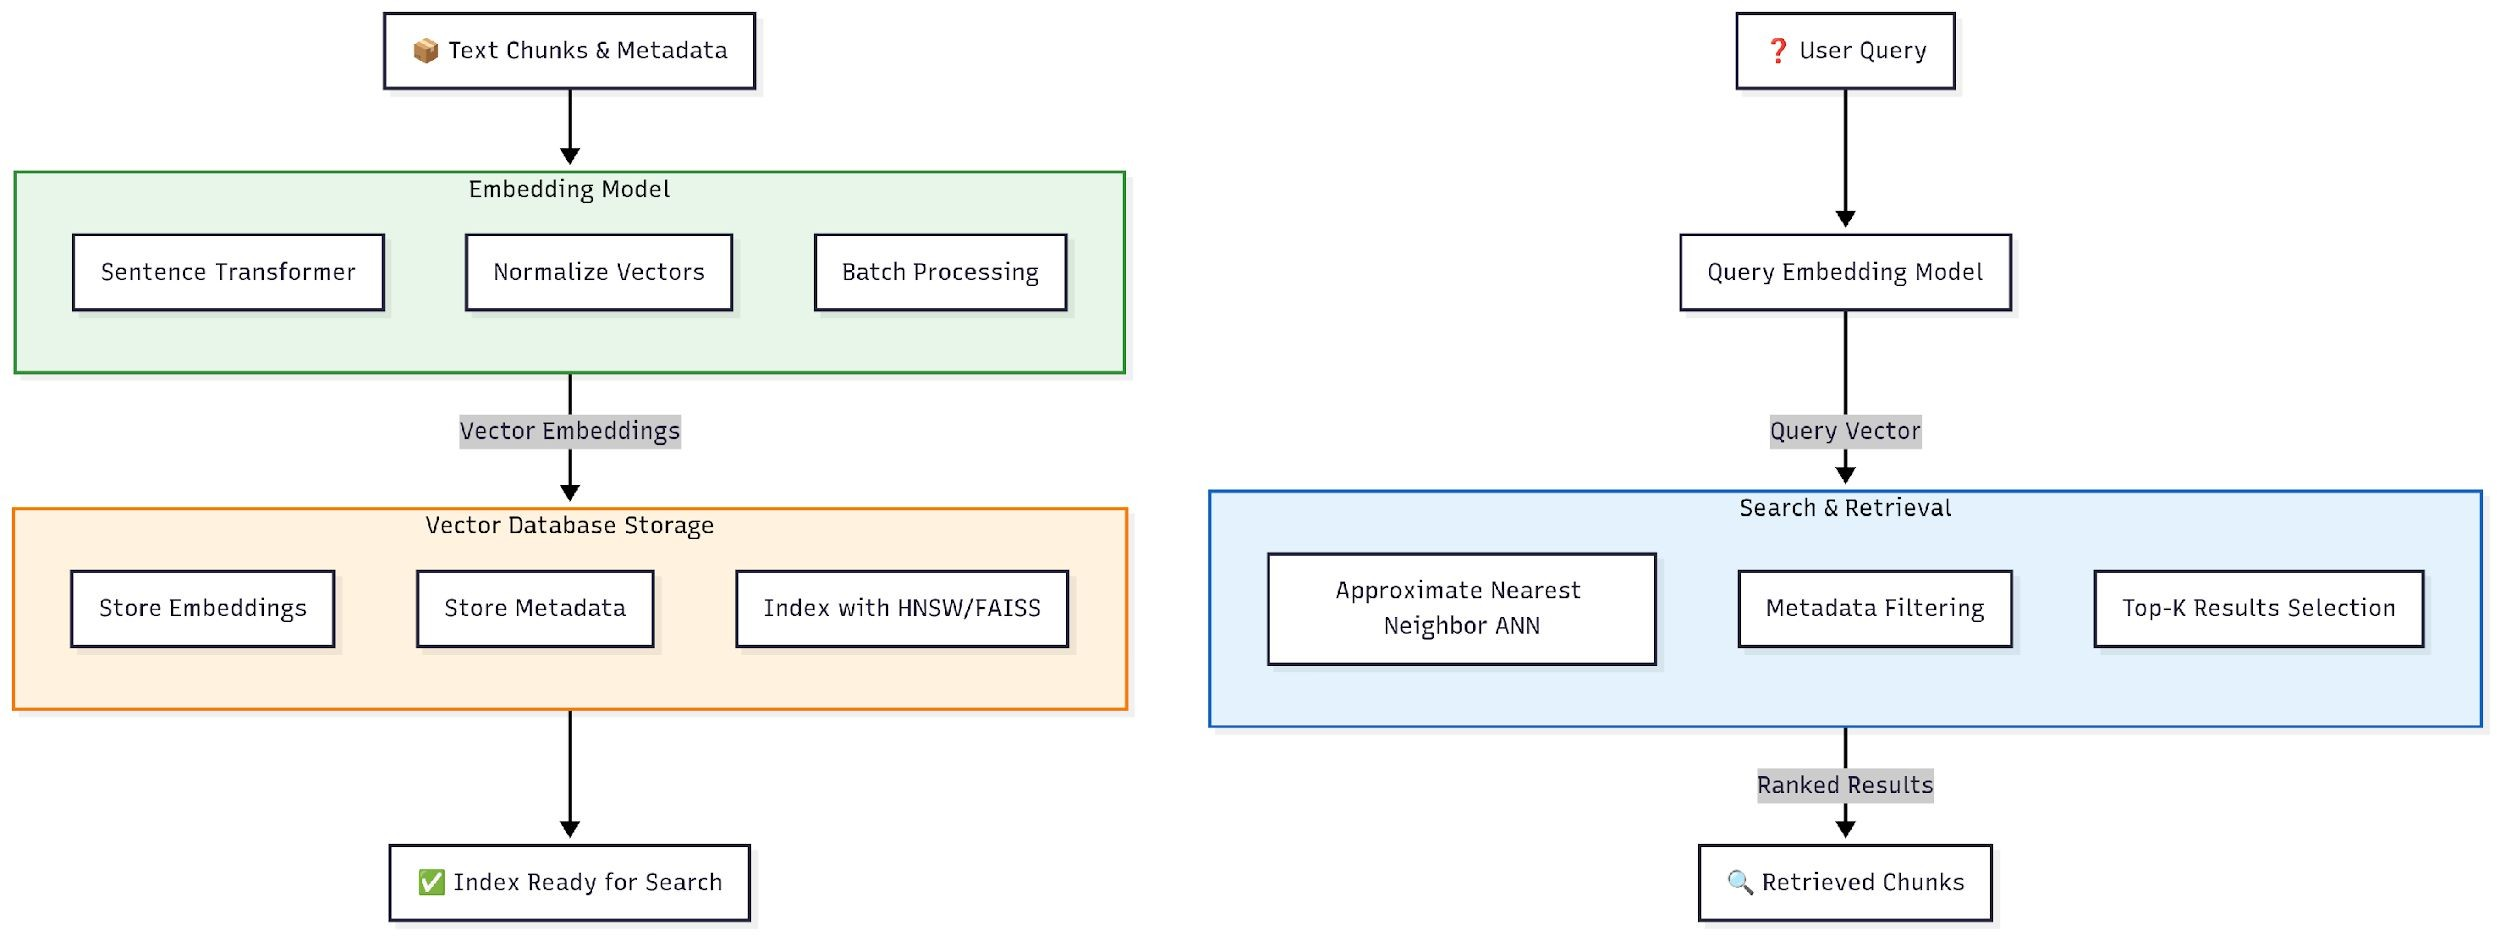 📦 Text Chunks & Metadata
Embedding Model
Sentence Transformer
Normalize Vectors
Batch Processing
Vector Embeddings
Vector Database Storage
Store Embeddings
Store Metadata
Index with HNSW/FAISS
✅ Index Ready for Search
❓ User Query
Query Embedding Model
Query Vector
Search & Retrieval
Approximate Nearest
Neighbor ANN
Metadata Filtering
Top-K Results Selection
Ranked Results
🔍 Retrieved Chunks